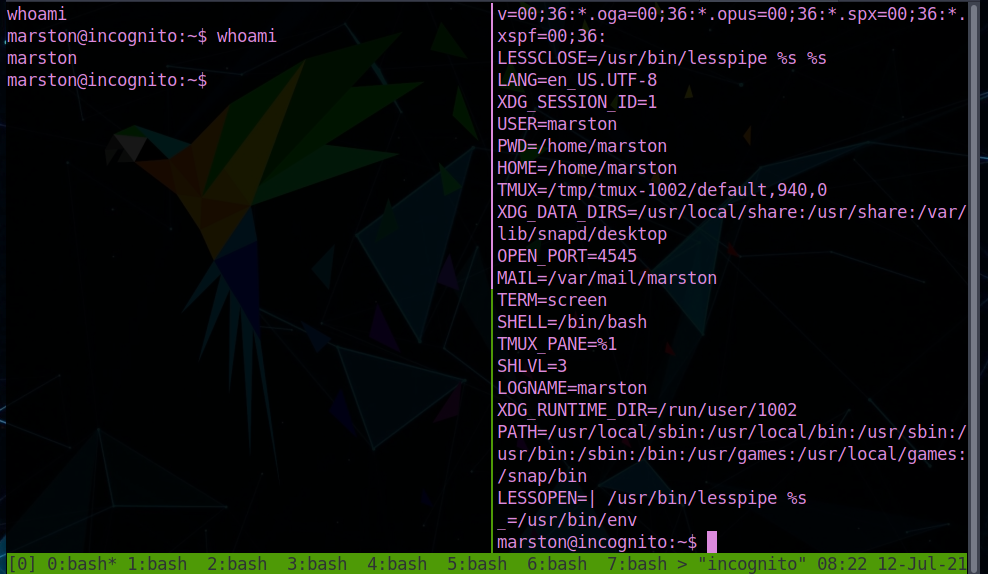 whoami
marston@incognito:~$ whoami
marston
marston@incognito:~$
v=00;36:*.oga=00;36:*.opus=00;36:*.spx=00;36:*.
xspf=00;36:
LESSCLOSE=/usr/bin/lesspipe %s %s
LANG=en_US.UTF-8
XDG_SESSION_ID=1
USER=marston
PWD=/home/marston
HOME=/home/marston
TMUX=/tmp/tmux-1002/default,940,0
XDG_DATA_DIRS=/usr/local/share:/usr/share:/var/
lib/snapd/desktop
OPEN_PORT=4545
MAIL=/var/mail/marston
TERM=screen
SHELL=/bin/bash
TMUX_PANE=%1
SHLVL=3
LOGNAME=marston
XDG_RUNTIME_DIR=/run/user/1002
PATH=/usr/local/sbin:/usr/local/bin:/usr/sbin:/
usr/bin:/sbin:/bin:/usr/games:/usr/local/games:
/snap/bin
LESSOPEN=| /usr/bin/lesspipe %s
_=/usr/bin/env
marston@incognito:~$
[0] 0:bash* 1:bash  2:bash  3:bash  4:bash  5:bash  6:bash  7:bash > "incognito" 08:22 12-Jul-21